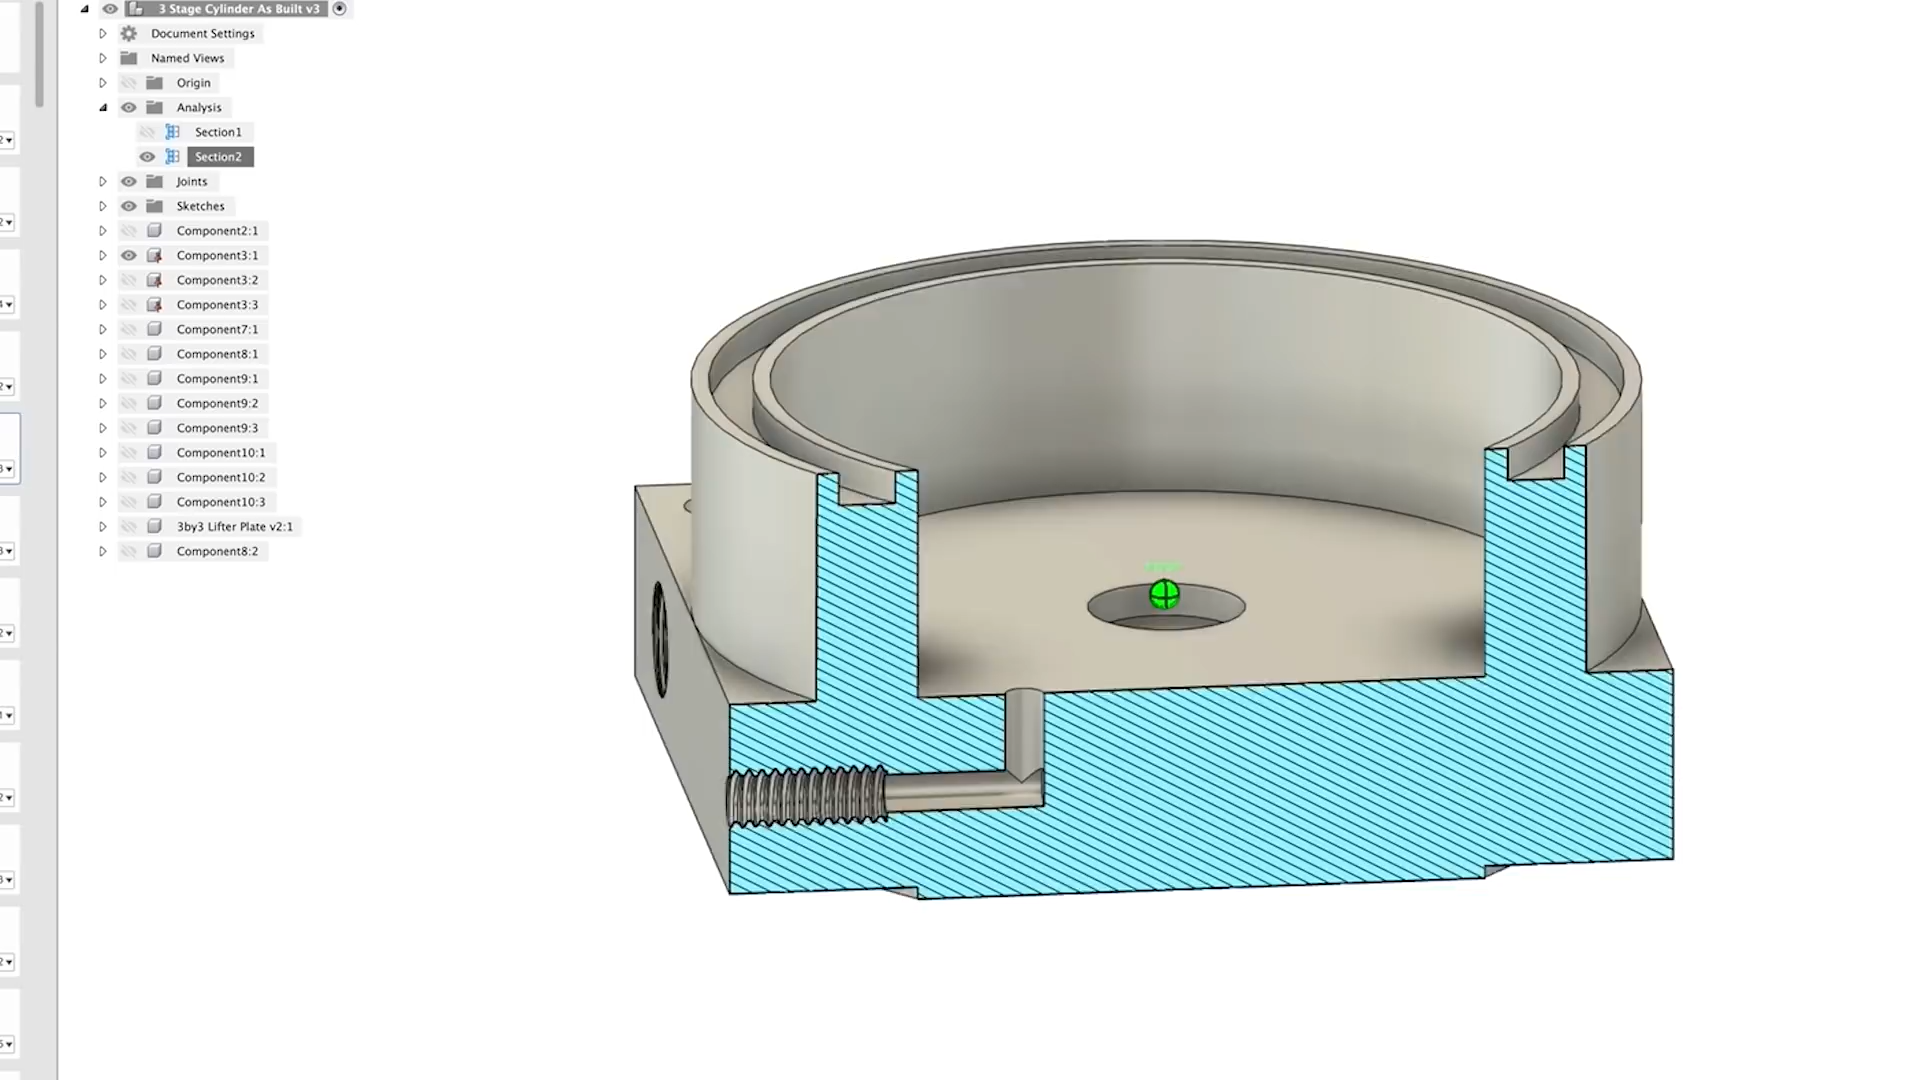 3 Stage Cylinder As Built v3
Document Settings
Named Views
Origin
Analysis
Section1
Section2
Joints
Sketches
Component2:1
Component3:1
Component3:2
Component3:3
Component7:1
Component8:1
Component9:1
Component9:2
Component9:3
Component10:1
Component10:2
Component10:3
3by3 Lifter Plate v2:1
Component8:2